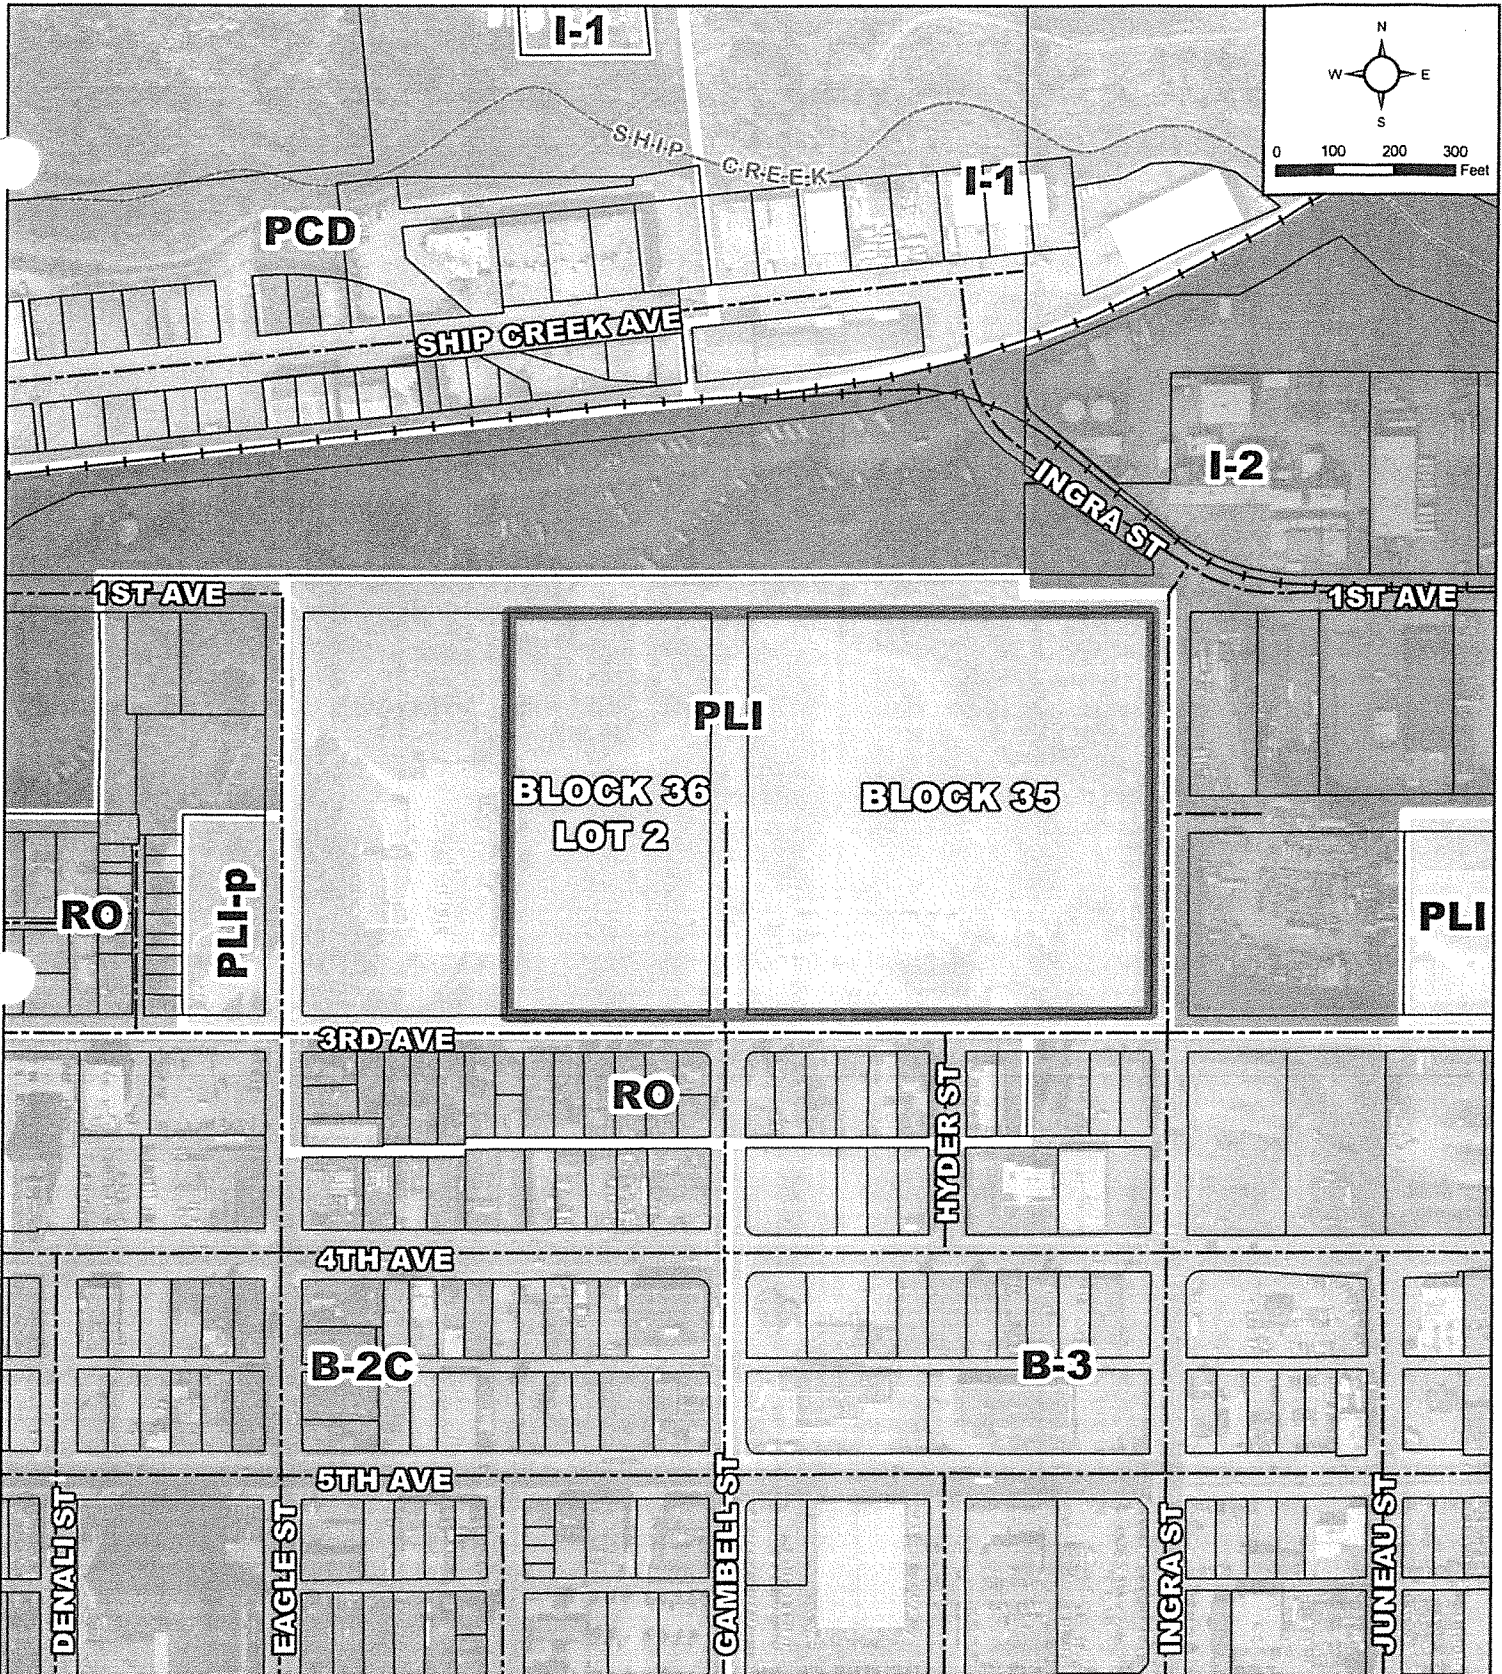 I-1
N
W E
S
0 100 200 300
Feet
SHIP CREEK
I-1
PCD
SHIP CREEK AVE
I-2
INGRA ST
1ST AVE
1ST AVE
PLI
BLOCK 36
LOT 2
BLOCK 35
RO
PLI-p
PLI
3RD AVE
RO
HYDER ST
4TH AVE
B-2C
B-3
5TH AVE
DENALI ST
EAGLE ST
GAMBELL ST
INGRA ST
JUNEAU ST